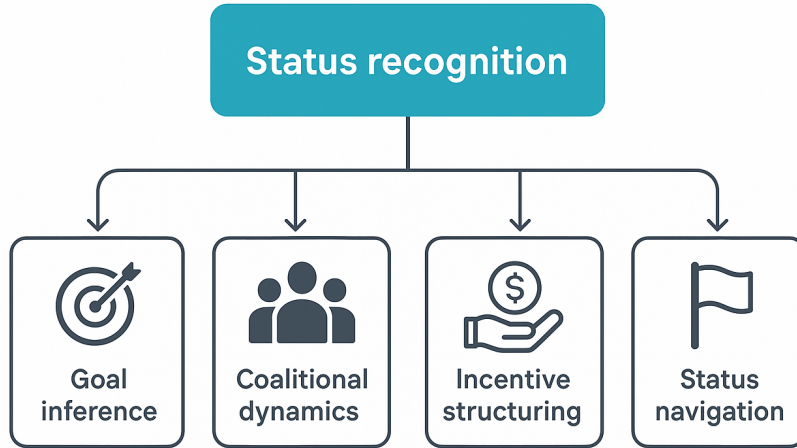 Status recognition
Goal
inference
Coalitional
dynamics
$
Incentive
structuring
Status
navigation